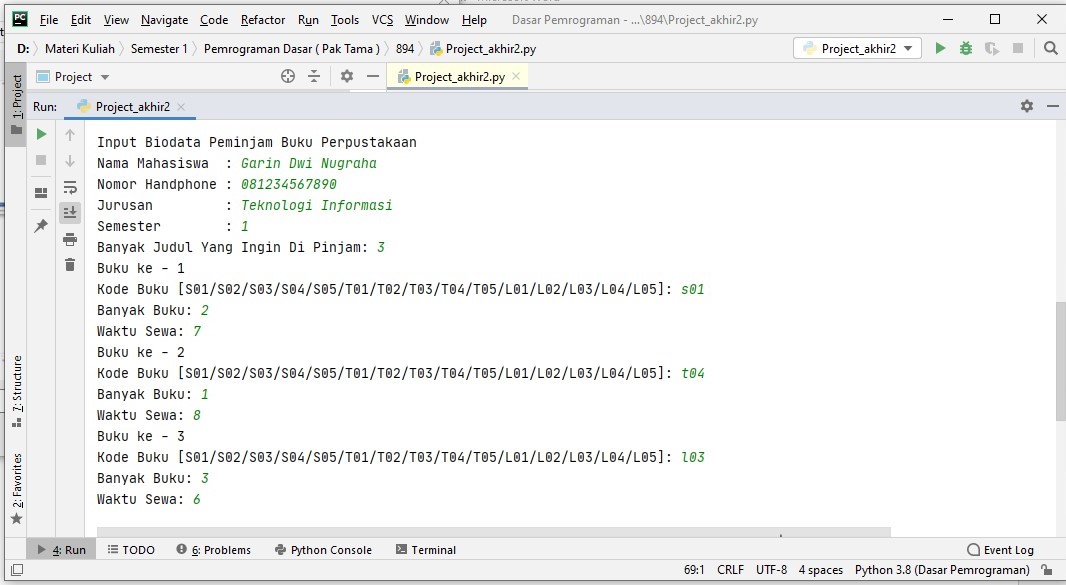 PC File Edit View Navigate Code Refactor Run Tools VCS Window Help Dasar Pemrograman - ...\894\Project_akhir2.py
D: Materi Kuliah Semester 1 Pemrograman Dasar ( Pak Tama ) 894 Project_akhir2.py Project_akhir2
1: Project
Project Project_akhir2.py
Run: Project_akhir2
Input Biodata Peminjam Buku Perpustakaan
Nama Mahasiswa : Garin Dwi Nugraha
Nomor Handphone : 081234567890
Jurusan : Teknologi Informasi
Semester : 1
Banyak Judul Yang Ingin Di Pinjam: 3
Buku ke - 1
Kode Buku [S01/S02/S03/S04/S05/T01/T02/T03/T04/T05/L01/L02/L03/L04/L05]: s01
Banyak Buku: 2
Waktu Sewa: 7
Buku ke - 2
Kode Buku [S01/S02/S03/S04/S05/T01/T02/T03/T04/T05/L01/L02/L03/L04/L05]: t04
Banyak Buku: 1
Waktu Sewa: 8
Buku ke - 3
Kode Buku [S01/S02/S03/S04/S05/T01/T02/T03/T04/T05/L01/L02/L03/L04/L05]: l03
Banyak Buku: 3
Waktu Sewa: 6
7: Structure
2: Favorites
4: Run TODO 6: Problems Python Console Terminal Event Log
69:1 CRLF UTF-8 4 spaces Python 3.8 (Dasar Pemrograman)